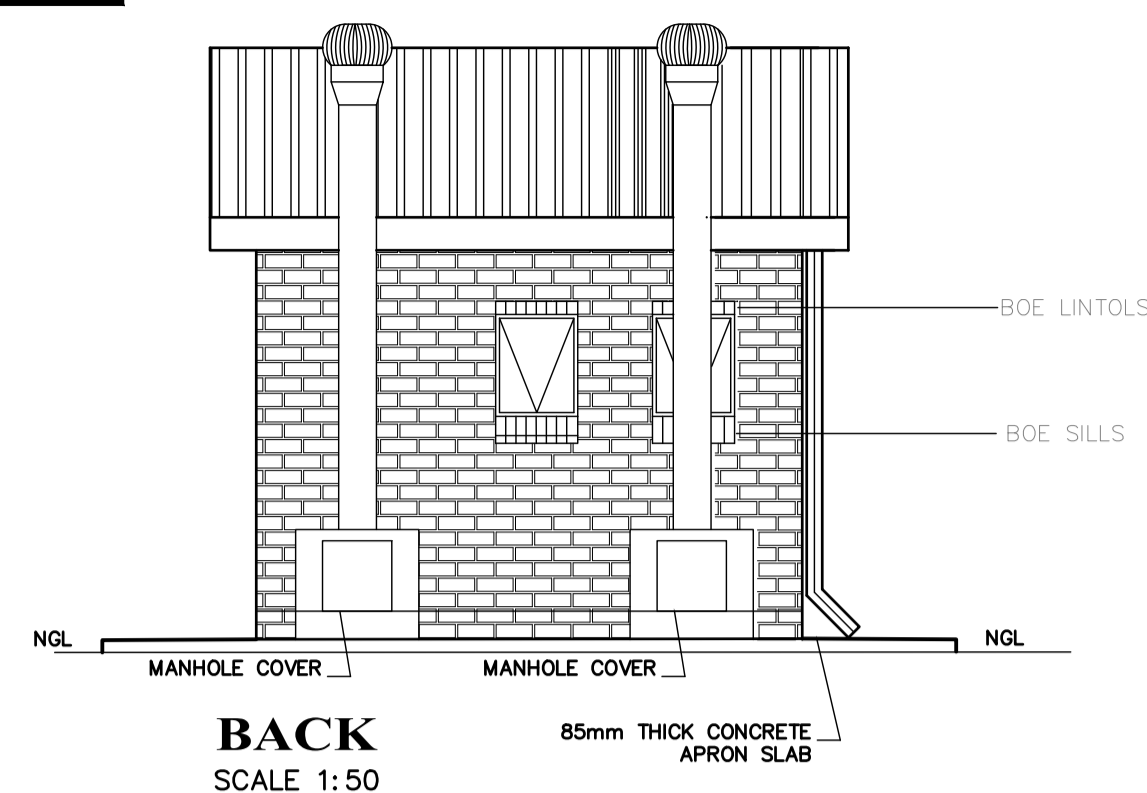 BOE LINTOLS
BOE SILLS
NGL
NGL
MANHOLE COVER
MANHOLE COVER
85mm THICK CONCRETE
APRON SLAB
BACK
SCALE 1:50